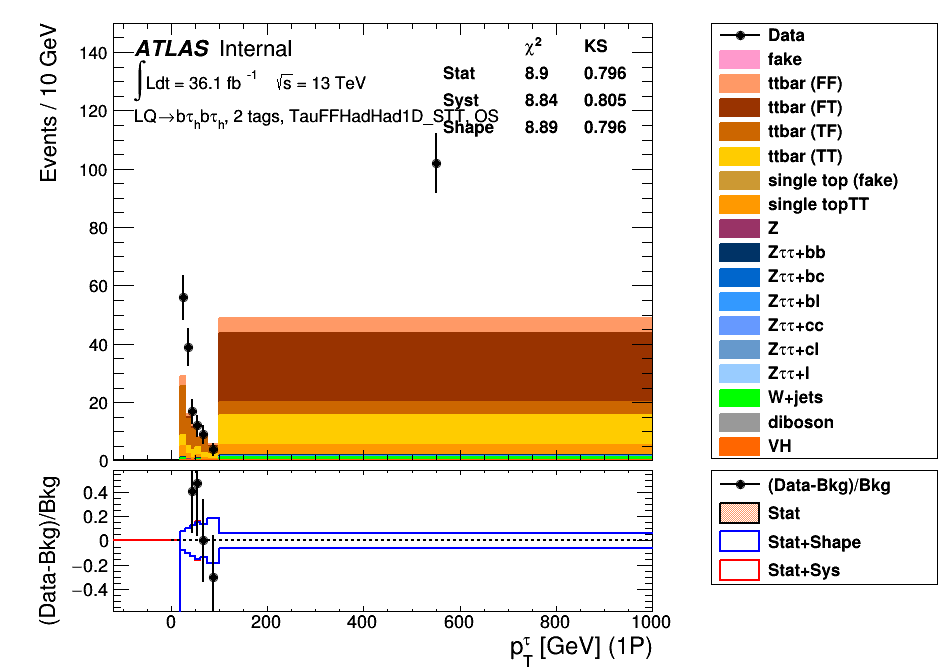 ATLAS Internal
∫Ldt = 36.1 fb⁻¹ √s = 13 TeV
LQ→bτ_hbτ_h, 2 tags, TauFFHadHad1D_STT, OS
χ² KS
Stat 8.9 0.796
Syst 8.84 0.805
Shape 8.89 0.796
Events / 10 GeV
140
120
100
80
60
40
20
0
Data
fake
ttbar (FF)
ttbar (FT)
ttbar (TF)
ttbar (TT)
single top (fake)
single topTT
Z
Zττ+bb
Zττ+bc
Zττ+bl
Zττ+cc
Zττ+cl
Zττ+l
W+jets
diboson
VH
(Data-Bkg)/Bkg
0.4
0.2
0
−0.2
−0.4
0 200 400 600 800 1000
p_T^τ [GeV] (1P)
(Data-Bkg)/Bkg
Stat
Stat+Shape
Stat+Sys